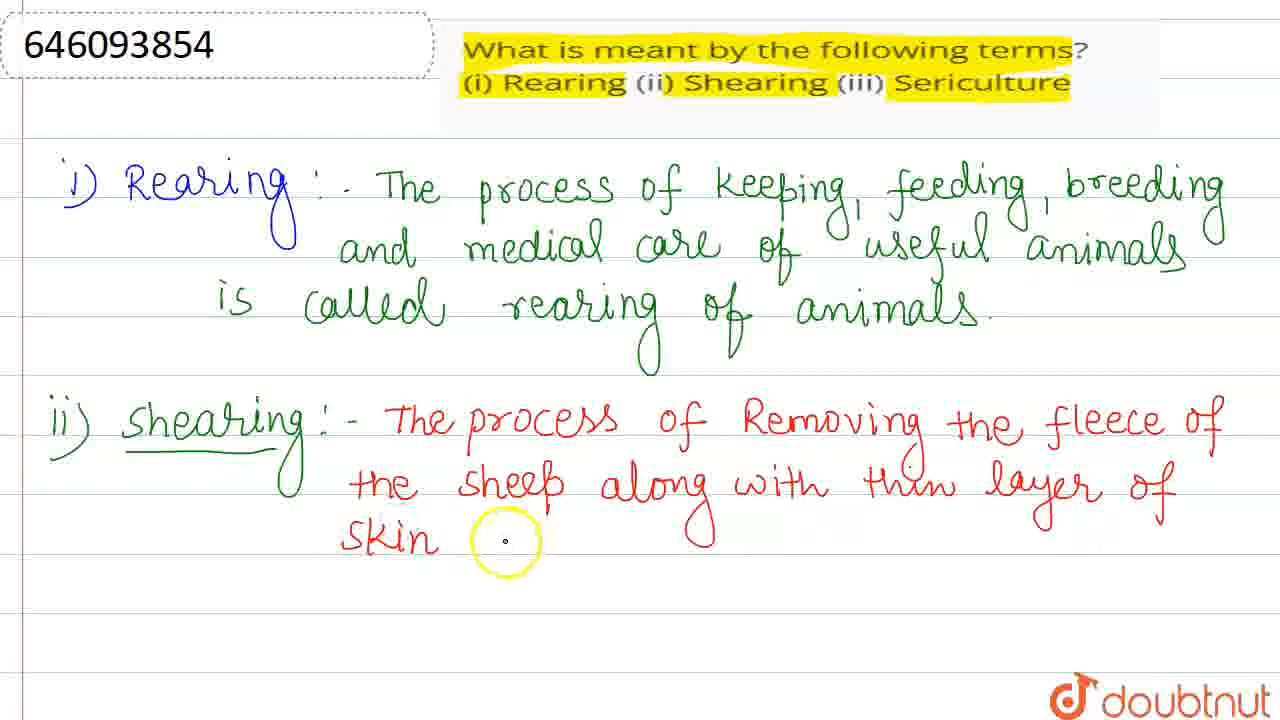 646093854
What is meant by the following terms?
(i) Rearing (ii) Shearing (iii) Sericulture
i) Rearing :- The process of keeping, feeding, breeding
and medical care of useful animals
is called rearing of animals.
ii) Shearing :- The process of Removing the fleece of
the sheep along with thin layer of
skin
doubtnut